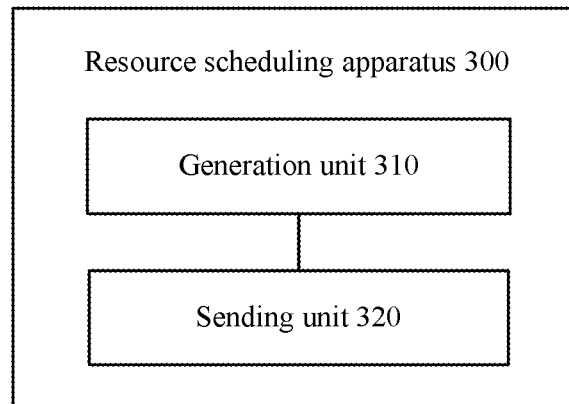 Resource scheduling apparatus 300
Generation unit 310
Sending unit 320